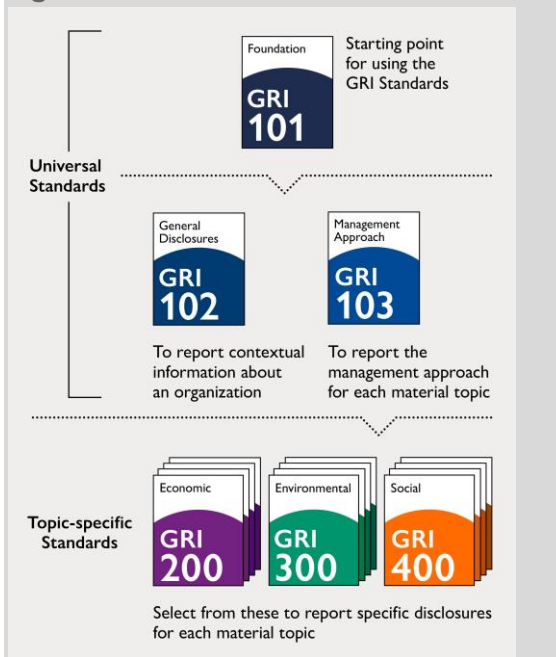 Foundation
GRI
101
Starting point
for using the
GRI Standards
Universal
Standards
General
Disclosures
GRI
102
Management
Approach
GRI
103
To report contextual
information about
an organization
To report the
management approach
for each material topic
Topic-specific
Standards
Economic
GRI
200
Environmental
GRI
300
Social
GRI
400
Select from these to report specific disclosures
for each material topic